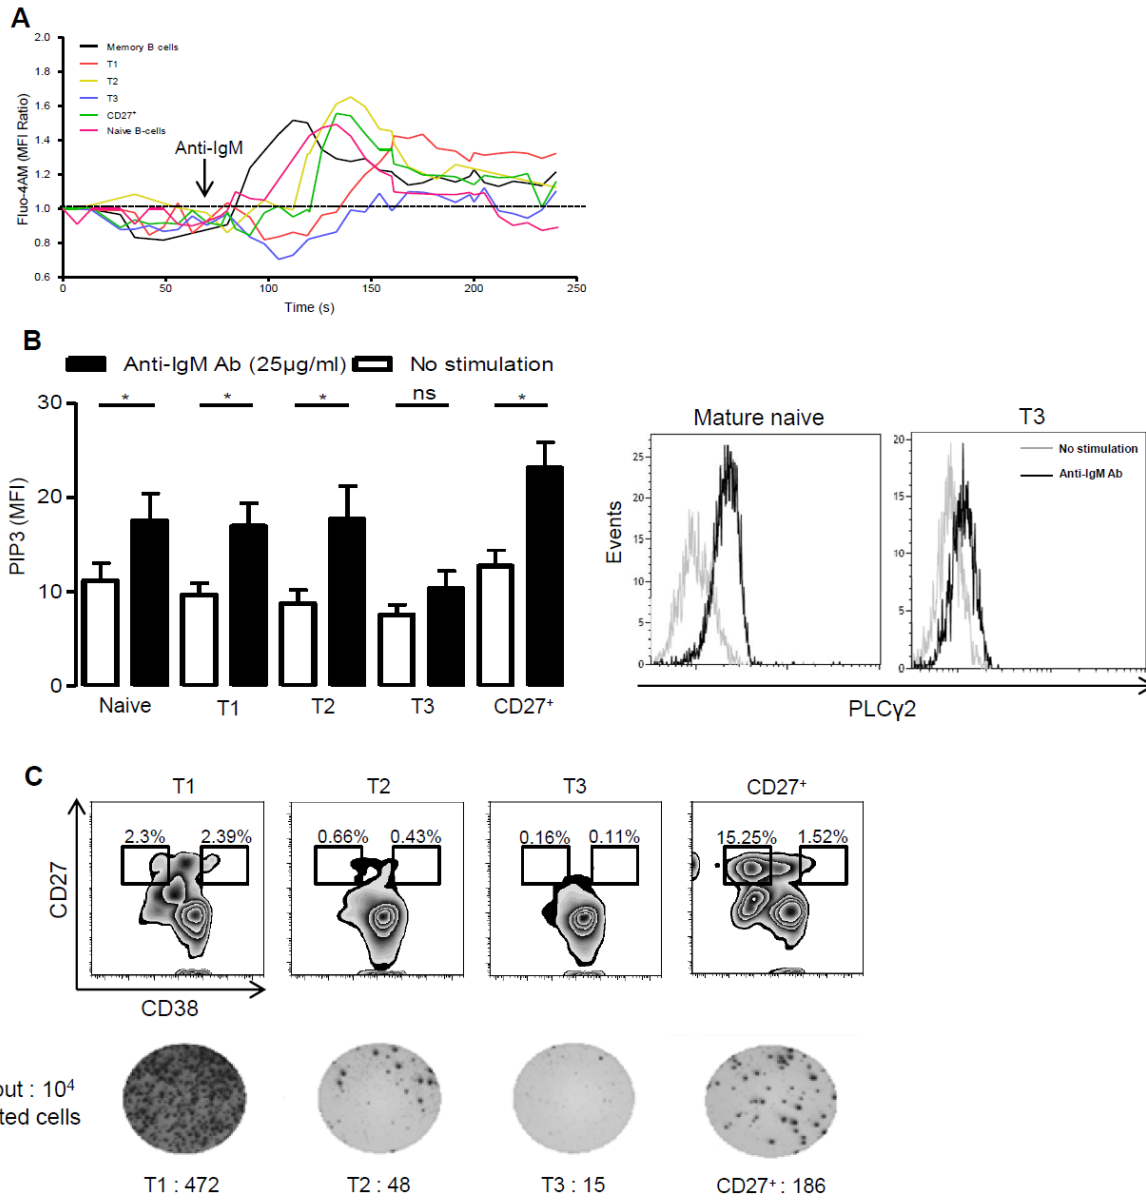 A
2.0
1.8
1.6
1.4
1.2
1.0
0.8
0.6
Fluo-4AM (MFI Ratio)
Memory B cells
T1
T2
T3
CD27⁺
Naive B-cells
Anti-IgM
0 50 100 150 200 250
Time (s)
B
Anti-IgM Ab (25µg/ml) No stimulation
* * * ns *
30
20
10
0
PIP3 (MFI)
Naive T1 T2 T3 CD27⁺
Mature naive
25
20
15
10
5
0
Events
T3
20
15
10
5
0
No stimulation
Anti-IgM Ab
PLCγ2
C
T1 T2 T3 CD27⁺
2.3% 2.39% 0.66% 0.43% 0.16% 0.11% 15.25% 1.52%
CD27
CD38
out : 10⁴
ted cells
T1 : 472 T2 : 48 T3 : 15 CD27⁺ : 186